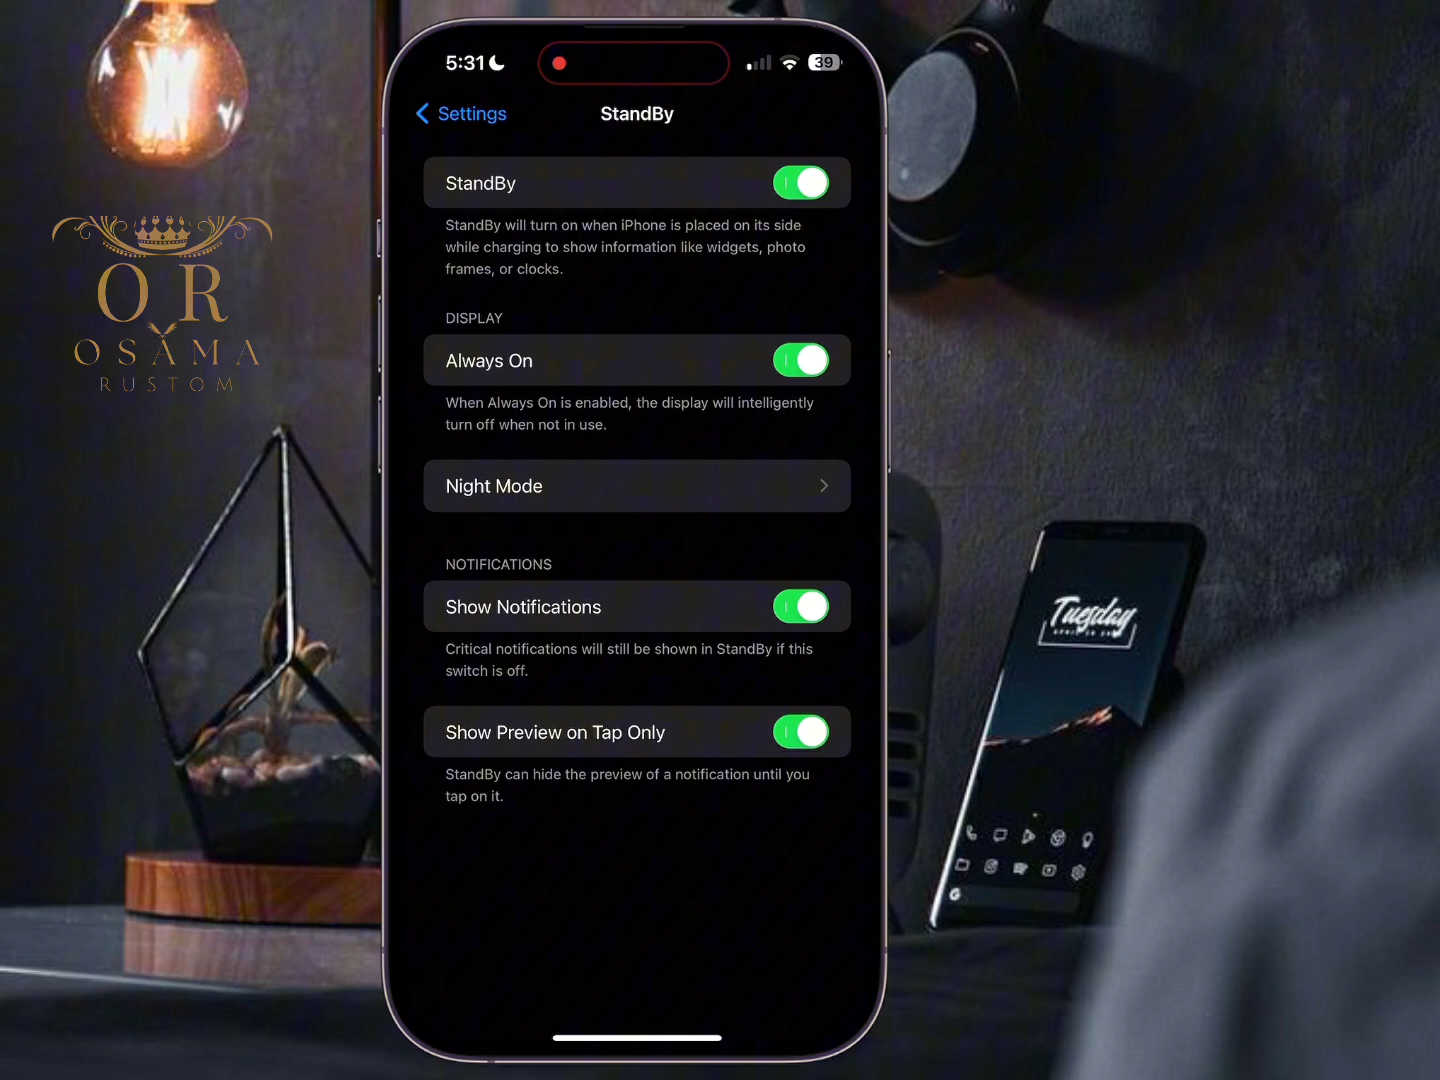 5:31
39
Settings
StandBy
StandBy
StandBy will turn on when iPhone is placed on its side
while charging to show information like widgets, photo
frames, or clocks.
DISPLAY
Always On
When Always On is enabled, the display will intelligently
turn off when not in use.
Night Mode
NOTIFICATIONS
Show Notifications
Critical notifications will still be shown in StandBy if this
switch is off.
Show Preview on Tap Only
StandBy can hide the preview of a notification until you
tap on it.
O R
OSAMA
RUSTOM
Tuesday
G